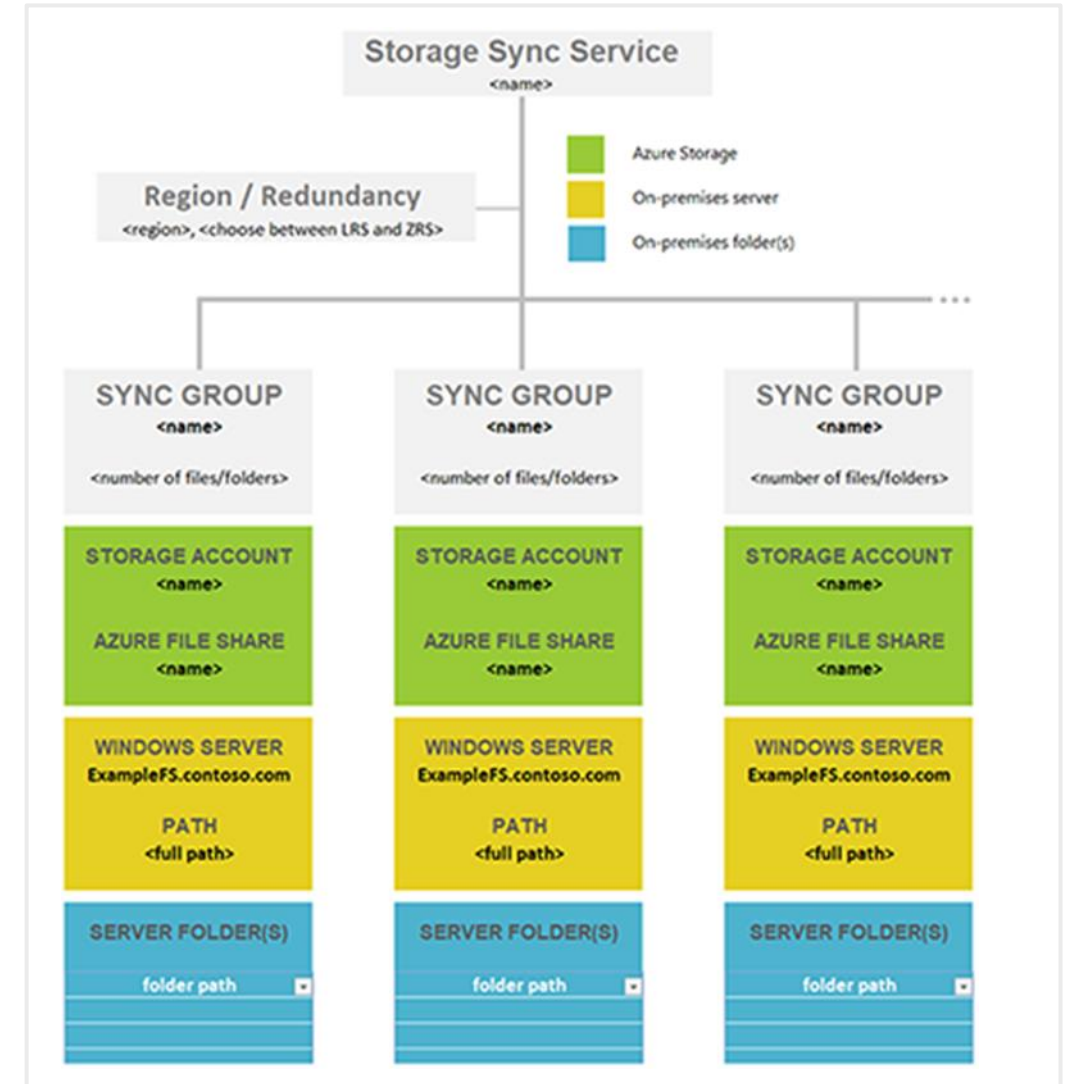 Storage Sync Service
<name>
Azure Storage
Region / Redundancy
On-premises server
<region>, <choose between LRS and ZRS>
On-premises folder(s)
SYNC GROUP
<name>
<number of files/folders>
STORAGE ACCOUNT
<name>
AZURE FILE SHARE
<name>
WINDOWS SERVER
ExampleFS.contoso.com
PATH
<full path>
SERVER FOLDER(S)
folder path
SYNC GROUP
<name>
<number of files/folders>
STORAGE ACCOUNT
<name>
AZURE FILE SHARE
<name>
WINDOWS SERVER
ExampleFS.contoso.com
PATH
<full path>
SERVER FOLDER(S)
folder path
SYNC GROUP
<name>
<number of files/folders>
STORAGE ACCOUNT
<name>
AZURE FILE SHARE
<name>
WINDOWS SERVER
ExampleFS.contoso.com
PATH
<full path>
SERVER FOLDER(S)
folder path